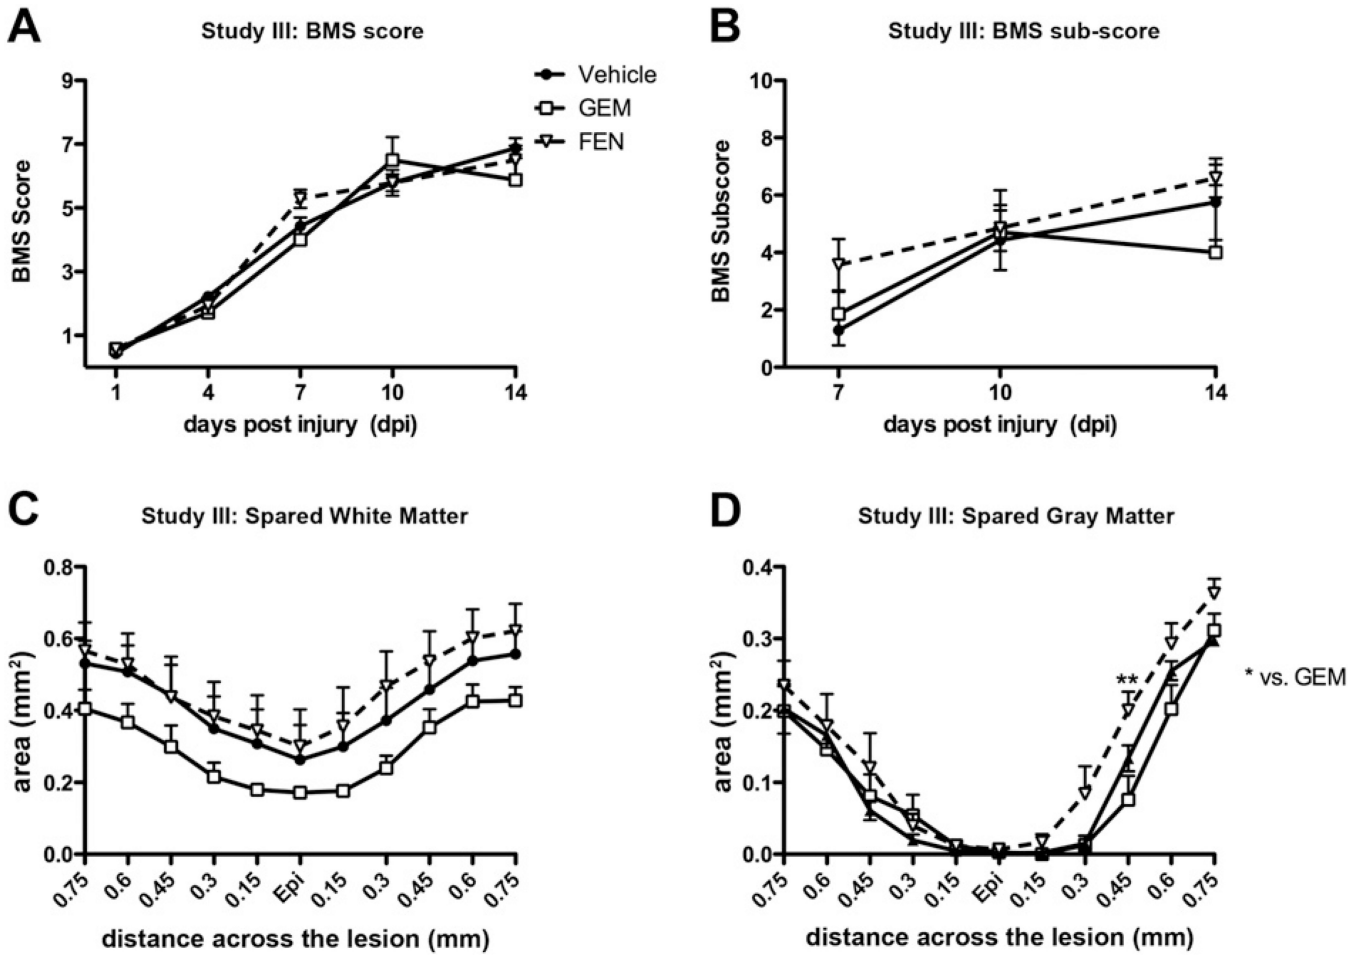 A
Study III: BMS score
BMS Score
9
7
5
3
1
1 4 7 10 14
days post injury (dpi)
Vehicle
GEM
FEN
B
Study III: BMS sub-score
BMS Subscore
10
8
6
4
2
0
7 10 14
days post injury (dpi)
C
Study III: Spared White Matter
area (mm²)
0.8
0.6
0.4
0.2
0.0
0.75 0.6 0.45 0.3 0.15 Epi 0.15 0.3 0.45 0.6 0.75
distance across the lesion (mm)
D
Study III: Spared Gray Matter
area (mm²)
0.4
0.3
0.2
0.1
0.0
**
* vs. GEM
0.75 0.6 0.45 0.3 0.15 Epi 0.15 0.3 0.45 0.6 0.75
distance across the lesion (mm)